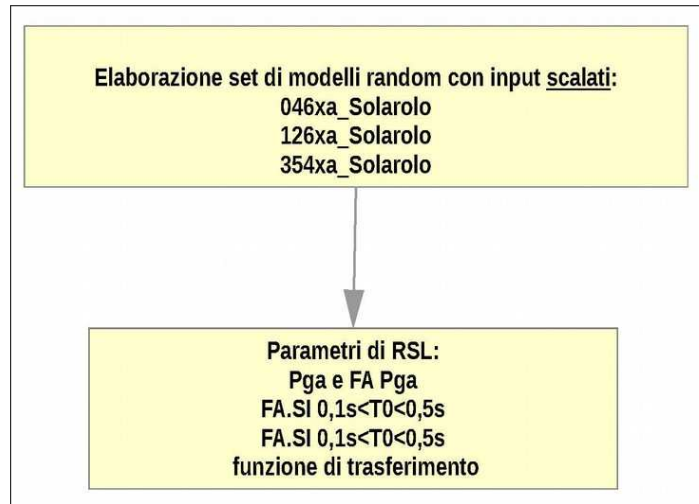 Elaborazione set di modelli random con input scalati:
046xa_Solarolo
126xa_Solarolo
354xa_Solarolo
Parametri di RSL:
Pga e FA Pga
FA.SI 0,1s<T0<0,5s
FA.SI 0,1s<T0<0,5s
funzione di trasferimento